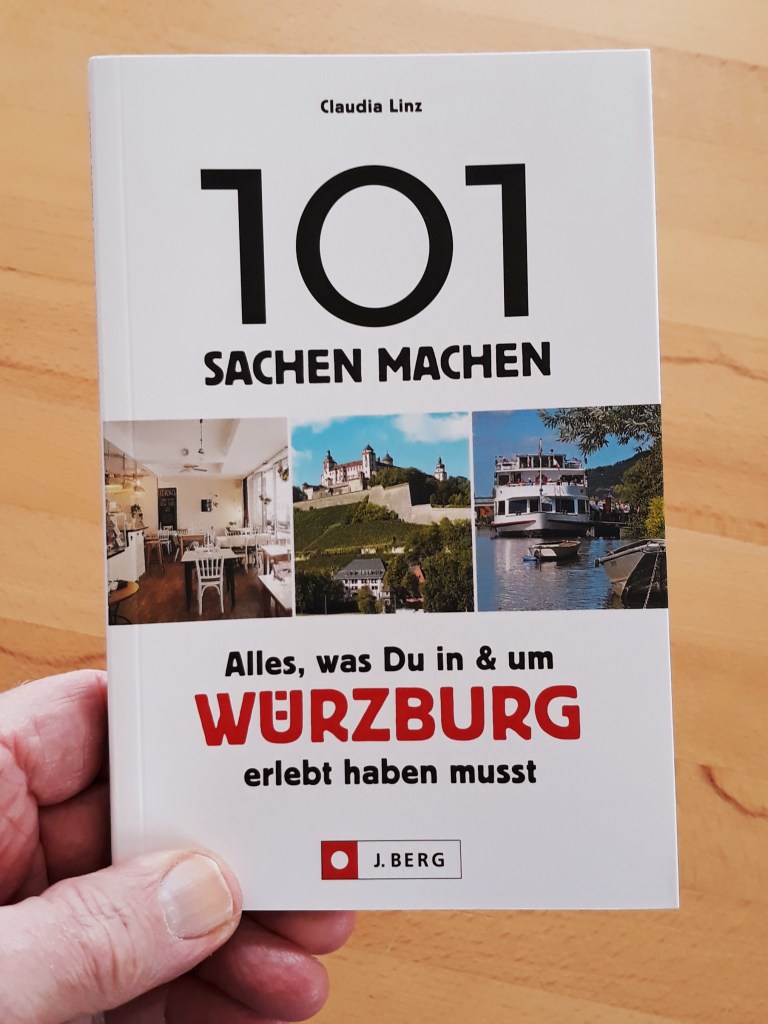 Claudia Linz
101
SACHEN MACHEN
Alles, was Du in & um
WÜRZBURG
erlebt haben musst
J. BERG